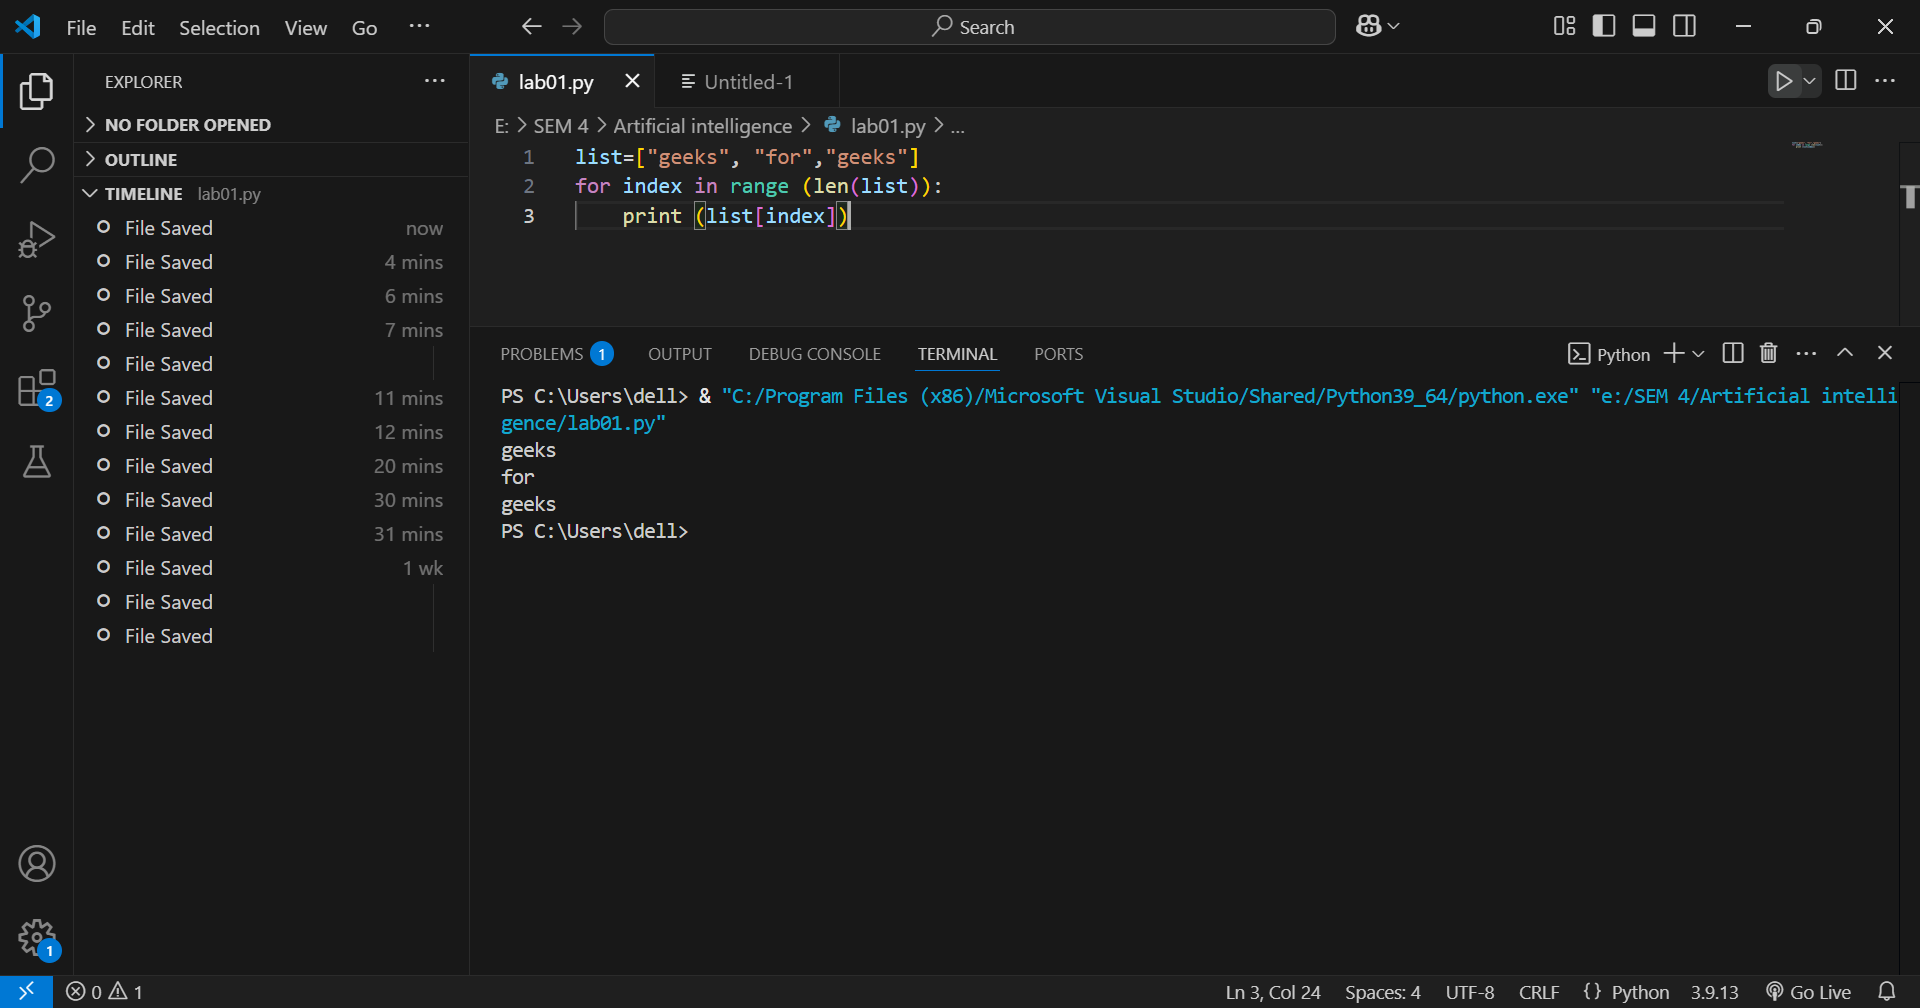 File Edit Selection View Go ··· Search
EXPLORER ···
NO FOLDER OPENED
OUTLINE
TIMELINE lab01.py
File Saved now
File Saved 4 mins
File Saved 6 mins
File Saved 7 mins
File Saved
File Saved 11 mins
File Saved 12 mins
File Saved 20 mins
File Saved 30 mins
File Saved 31 mins
File Saved 1 wk
File Saved
File Saved
2
1
lab01.py Untitled-1
E: > SEM 4 > Artificial intelligence > lab01.py > ...
1 list=["geeks", "for","geeks"]
2 for index in range (len(list)):
3 print (list[index])
PROBLEMS 1 OUTPUT DEBUG CONSOLE TERMINAL PORTS Python
PS C:\Users\dell> & "C:/Program Files (x86)/Microsoft Visual Studio/Shared/Python39_64/python.exe" "e:/SEM 4/Artificial intelli
gence/lab01.py"
geeks
for
geeks
PS C:\Users\dell>
0 1 Ln 3, Col 24 Spaces: 4 UTF-8 CRLF {} Python 3.9.13 Go Live